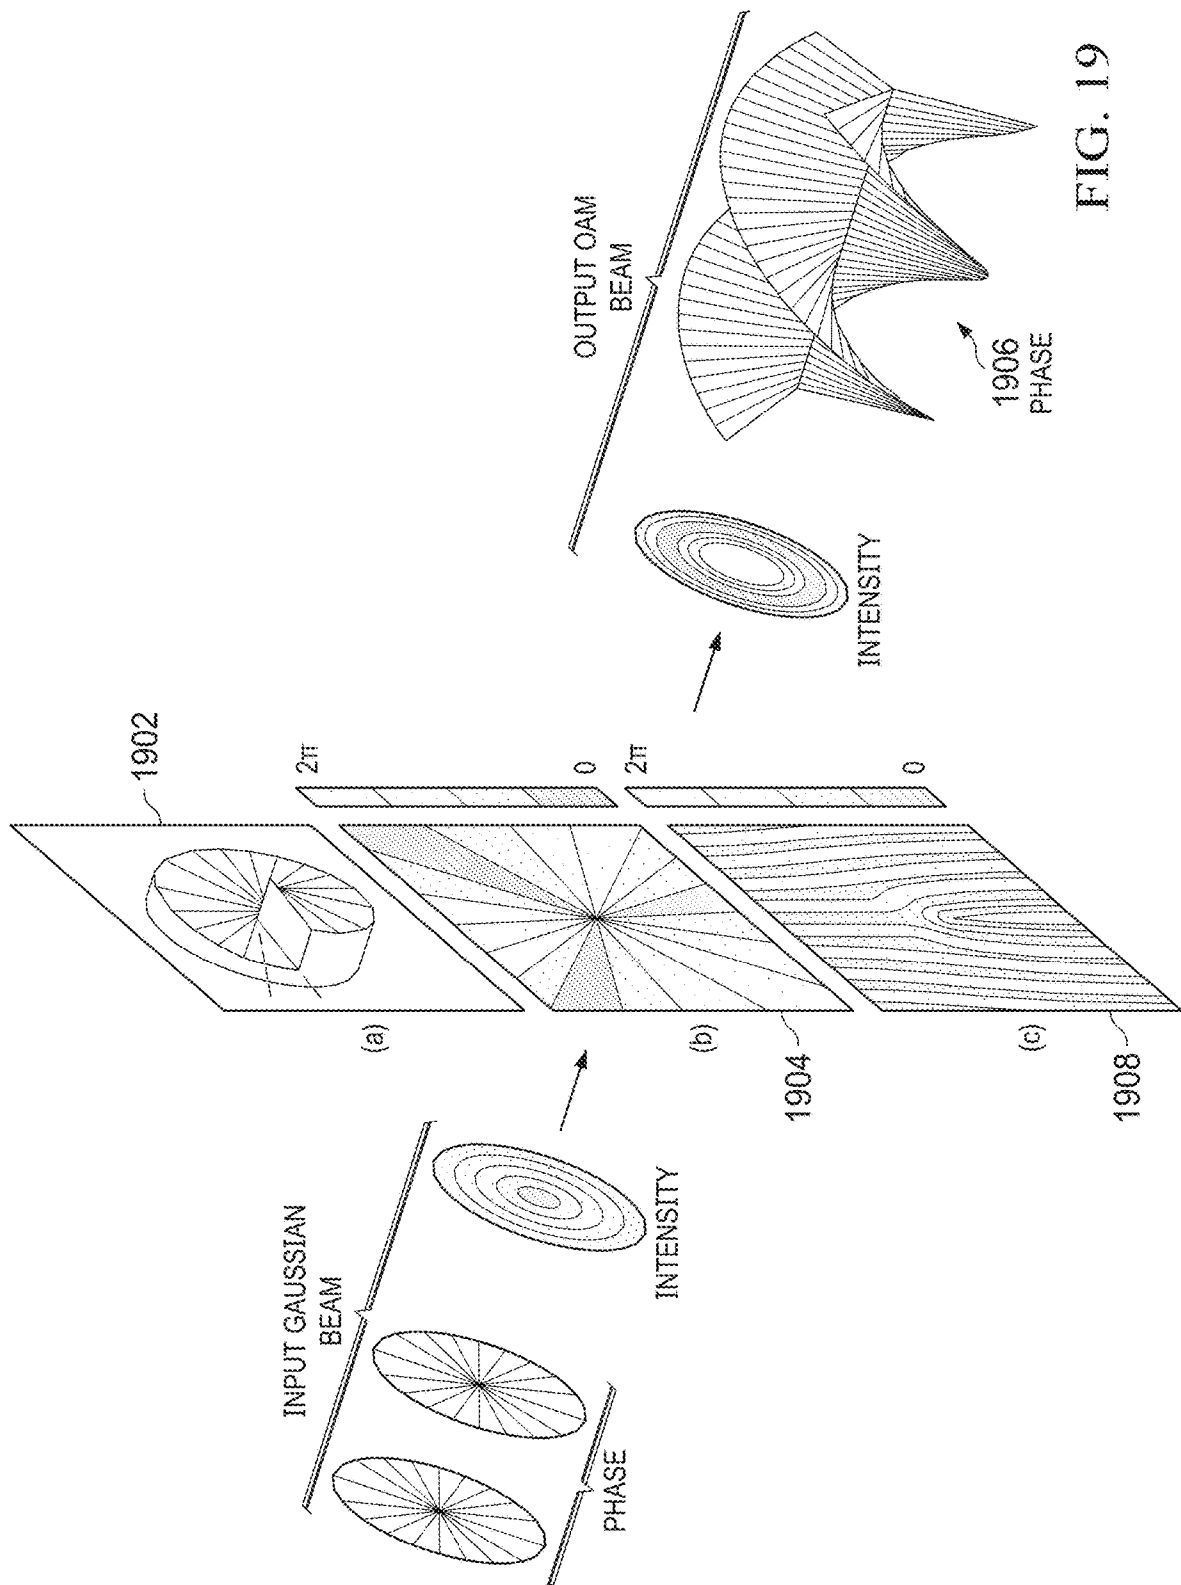 INPUT GAUSSIAN
BEAM
PHASE
INTENSITY
(a)
1902
2π
0
(b)
1904
2π
0
(c)
1908
OUTPUT OAM
BEAM
INTENSITY
1906
PHASE
FIG. 19